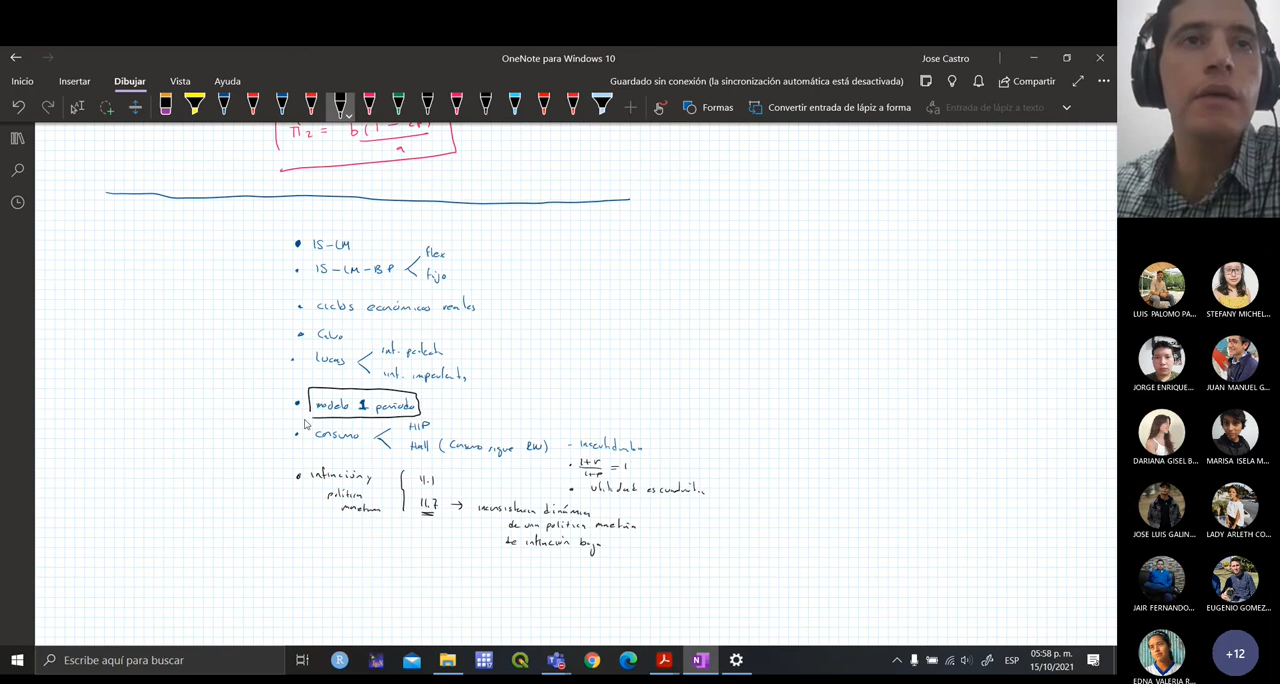 OneNote para Windows 10
Jose Castro
Inicio
Insertar
Dibujar
Vista
Ayuda
Guardado sin conexión (la sincronización automática está desactivada)
Compartir
Formas
Convertir entrada de lápiz a forma
Entrada de lápiz a texto
• IS-LM
• IS-LM-BP < flex
fijo
• ciclos económicos reales
• Calvo
• Lucas < inf. perfecta
inf. imperfecta
• modelo 1 periodo
• Consumo < HIP
Hall (Consumo sigue RW)
- incertidumbre
• 1+r / 1+ρ = 1
• utilidad es cuadrática
• inflación y
política
monetaria
11.1
11.7 → inconsistencia dinámica
de una política monetaria
de inflación baja
LUIS PALOMO PA...
STEFANY MICHEL...
JORGE ENRIQUE...
JUAN MANUEL G...
DARIANA GISEL B...
MARISA ISELA M...
JOSE LUIS GALIN...
LADY ARLETH CO...
JAIR FERNANDO...
EUGENIO GOMEZ...
EDNA VALERIA R...
+12
Escribe aquí para buscar
ESP
05:58 p. m.
15/10/2021